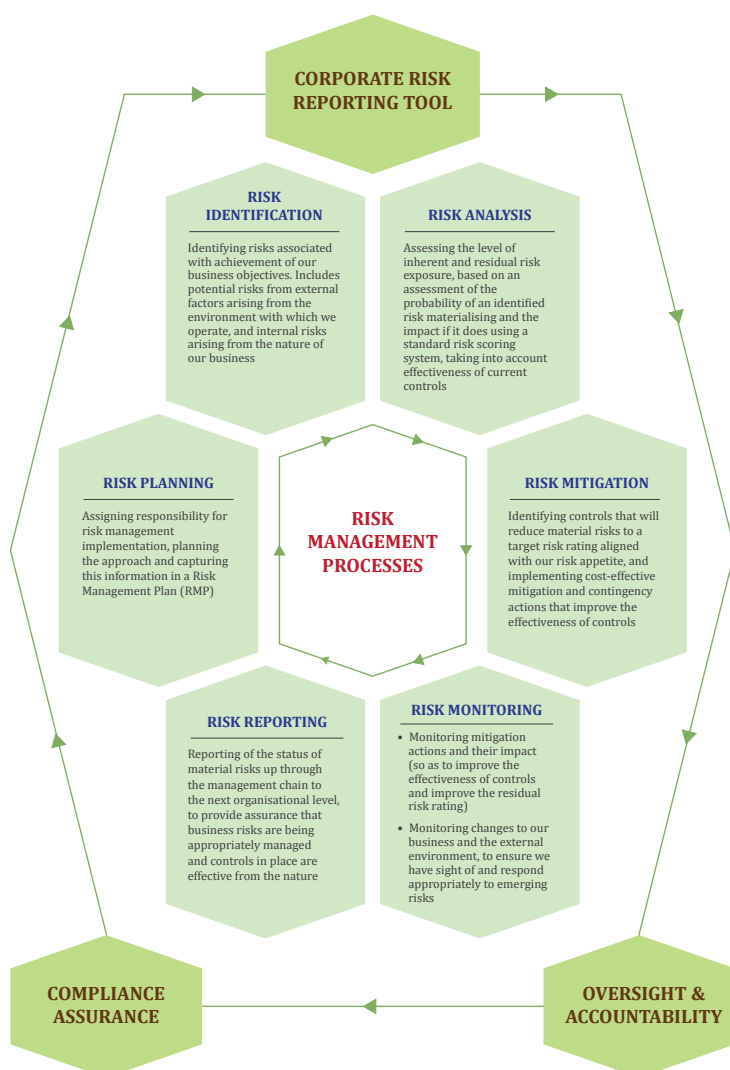 CORPORATE RISK
REPORTING TOOL
RISK
IDENTIFICATION
Identifying risks associated
with achievement of our
business objectives. Includes
potential risks from external
factors arising from the
environment with which we
operate, and internal risks
arising from the nature of
our business
RISK ANALYSIS
Assessing the level of
inherent and residual risk
exposure, based on an
assessment of the
probability of an identified
risk materialising and the
impact if it does using a
standard risk scoring
system, taking into account
effectiveness of current
controls
RISK PLANNING
Assigning responsibility for
risk management
implementation, planning
the approach and capturing
this information in a Risk
Management Plan (RMP)
RISK
MANAGEMENT
PROCESSES
RISK MITIGATION
Identifying controls that will
reduce material risks to a
target risk rating aligned
with our risk appetite, and
implementing cost-effective
mitigation and contingency
actions that improve the
effectiveness of controls
RISK REPORTING
Reporting of the status of
material risks up through
the management chain to
the next organisational level,
to provide assurance that
business risks are being
appropriately managed
and controls in place are
effective from the nature
RISK MONITORING
• Monitoring mitigation
actions and their impact
(so as to improve the
effectiveness of controls
and improve the residual
risk rating)
• Monitoring changes to our
business and the external
environment, to ensure we
have sight of and respond
appropriately to emerging
risks
COMPLIANCE
ASSURANCE
OVERSIGHT &
ACCOUNTABILITY